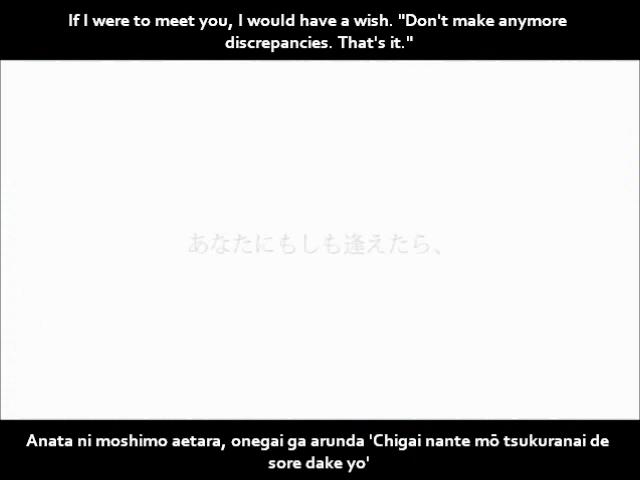 If I were to meet you, I would have a wish. "Don't make anymore
discrepancies. That's it."
あなたにもしも逢えたら、
Anata ni moshimo aetara, onegai ga arunda 'Chigai nante mō tsukuranai de
sore dake yo'